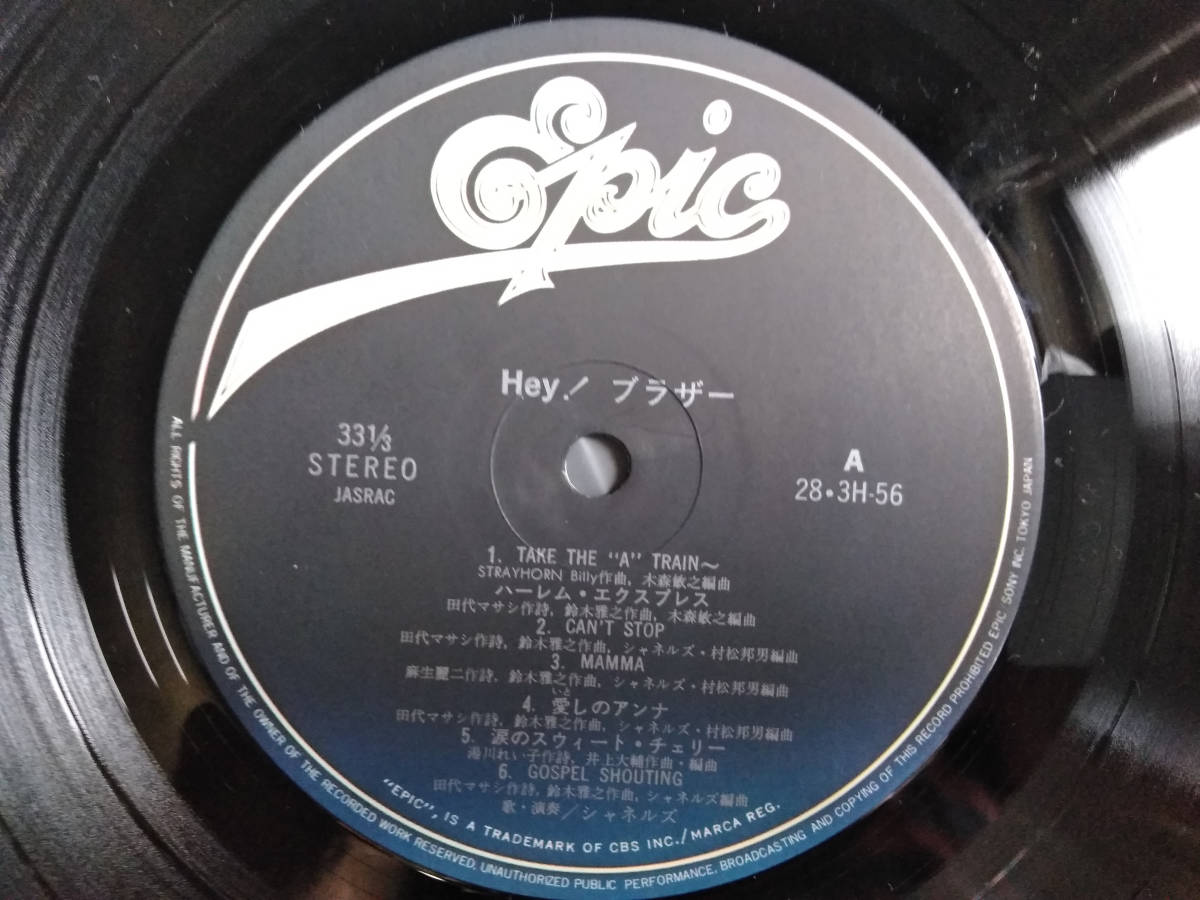 Epic
Hey! ブラザー
33⅓
STEREO
JASRAC
A
28・3H-56
1. TAKE THE "A" TRAIN～
STRAYHORN Billy作曲, 木森敏之編曲
ハーレム・エクスプレス
田代マサシ作詩, 鈴木雅之作曲, 木森敏之編曲
2. CAN'T STOP
田代マサシ作詩, 鈴木雅之作曲, シャネルズ・村松邦男編曲
3. MAMMA
麻生麗二作詩, 鈴木雅之作曲, シャネルズ・村松邦男編曲
いと
4. 愛しのアンナ
田代マサシ作詩, 鈴木雅之作曲, シャネルズ・村松邦男編曲
5. 涙のスウィート・チェリー
湯川れい子作詩, 井上大輔作曲・編曲
6. GOSPEL SHOUTING
田代マサシ作詩, 鈴木雅之作曲, シャネルズ編曲
歌・演奏／シャネルズ
"EPIC", IS A TRADEMARK OF CBS INC./MARCA REG.
ALL RIGHTS OF THE MANUFACTURER AND OF THE OWNER OF THE RECORDED WORK RESERVED, UNAUTHORIZED PUBLIC PERFORMANCE, BROADCASTING AND COPYING OF THIS RECORD PROHIBITED EPIC SONY INC. TOKYO JAPAN